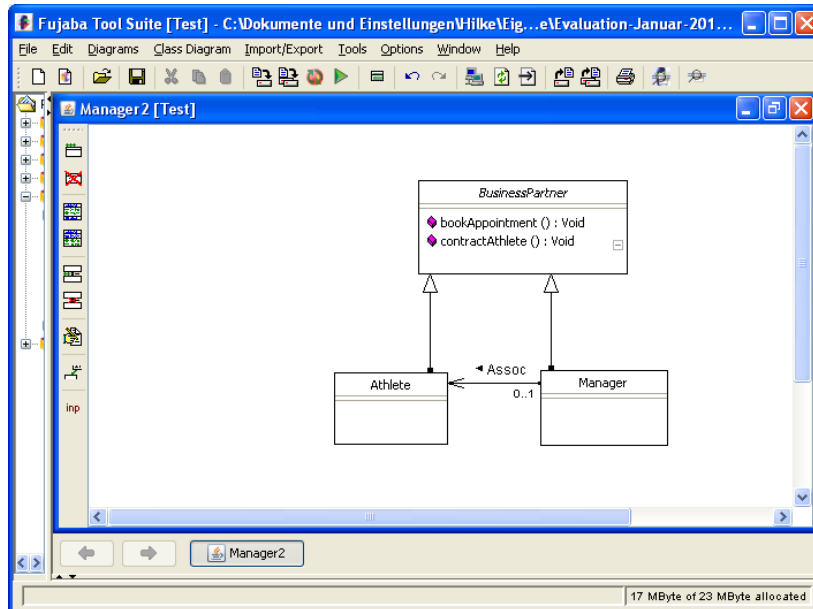 Fujaba Tool Suite [Test] - C:\Dokumente und Einstellungen\Hilke\Eig...e\Evaluation-Januar-201...
File Edit Diagrams Class Diagram Import/Export Tools Options Window Help
Manager2 [Test]
BusinessPartner
bookAppointment () : Void
contractAthlete () : Void
Athlete
◄ Assoc
0..1
Manager
inp
Manager2
17 MByte of 23 MByte allocated